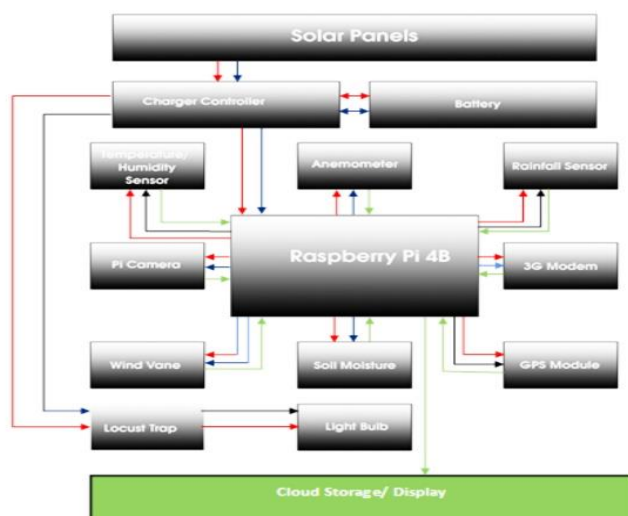 Solar Panels
Charger Controller
Battery
Temperature/
Humidity
Sensor
Anemometer
Rainfall Sensor
Raspberry Pi 4B
Pi Camera
3G Modem
Wind Vane
Soil Moisture
GPS Module
Locust Trap
Light Bulb
Cloud Storage/ Display